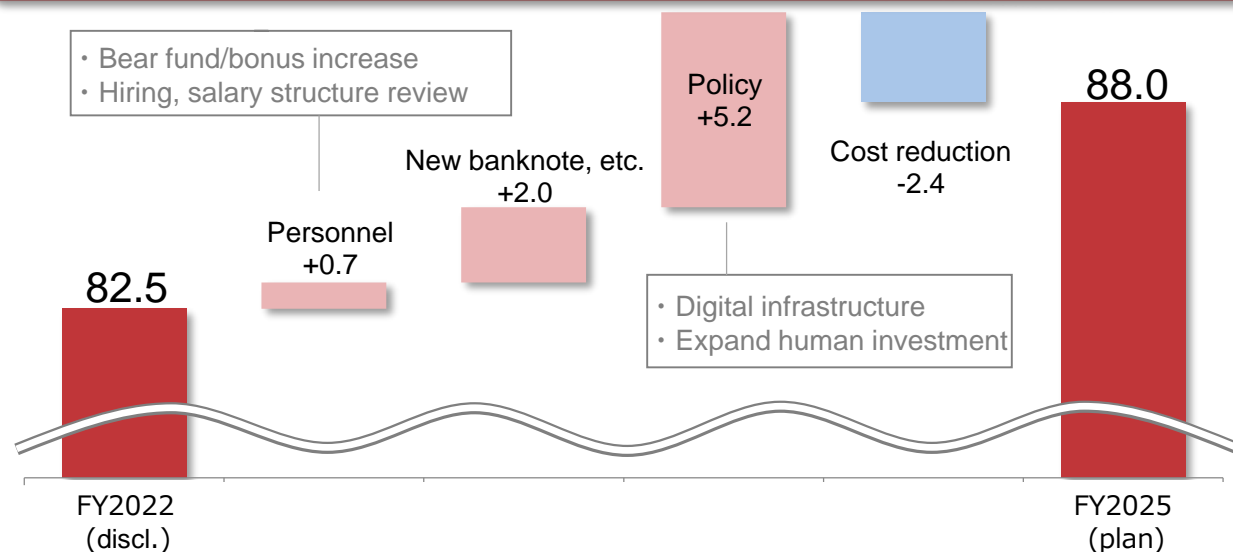 ・Bear fund/bonus increase
・Hiring, salary structure review
Policy
+5.2
88.0
New banknote, etc.
+2.0
Cost reduction
-2.4
Personnel
+0.7
82.5
・Digital infrastructure
・Expand human investment
FY2022
(discl.)
FY2025
(plan)